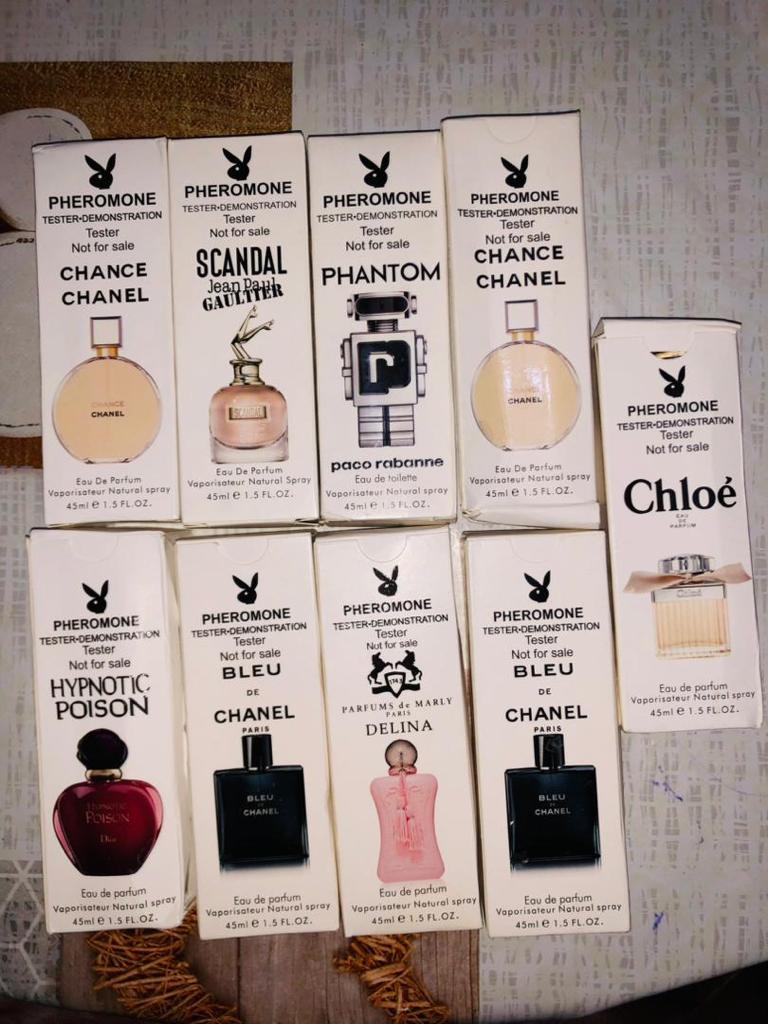 PHEROMONE
TESTER•DEMONSTRATION
Tester
Not for sale
CHANCE
CHANEL
CHANCE
CHANEL
Eau De Parfum
Vaporisateur Natural spray
45ml e 1.5 FL.OZ.
PHEROMONE
TESTER•DEMONSTRATION
Tester
Not for sale
SCANDAL
Jean Paul
GAULTIER
SCANDAL
Eau De Parfum
Vaporisateur Natural Spray
45ml e 1.5 FL.OZ.
PHEROMONE
TESTER•DEMONSTRATION
Tester
Not for sale
PHANTOM
paco rabanne
Eau de toilette
Vaporisateur Natural spray
45ml e 1.5 FL.OZ.
PHEROMONE
TESTER•DEMONSTRATION
Tester
Not for sale
CHANCE
CHANEL
CHANCE
CHANEL
Eau De Parfum
Vaporisateur Natural spray
45ml e 1.5 FL.OZ.
PHEROMONE
TESTER•DEMONSTRATION
Tester
Not for sale
Chloé
EAU
DE
PARFUM
Chloé
Eau de parfum
Vaporisateur Natural spray
45ml e 1.5 FL.OZ.
PHEROMONE
TESTER•DEMONSTRATION
Tester
Not for sale
HYPNOTIC
POISON
HYPNOTIC
POISON
Dior
Eau de parfum
Vaporisateur Natural spray
45ml e 1.5 FL.OZ.
PHEROMONE
TESTER•DEMONSTRATION
Tester
Not for sale
BLEU
DE
CHANEL
PARIS
BLEU
DE
CHANEL
Eau de parfum
Vaporisateur Natural spray
45ml e 1.5 FL.OZ.
PHEROMONE
TESTER•DEMONSTRATION
Tester
Not for sale
1743
PARFUMS de MARLY
PARIS
DELINA
Eau de parfum
Vaporisateur Natural spray
45ml e 1.5 FL.OZ.
PHEROMONE
TESTER•DEMONSTRATION
Tester
Not for sale
BLEU
DE
CHANEL
PARIS
BLEU
DE
CHANEL
Eau de parfum
Vaporisateur Natural spray
45ml e 1.5 FL.OZ.